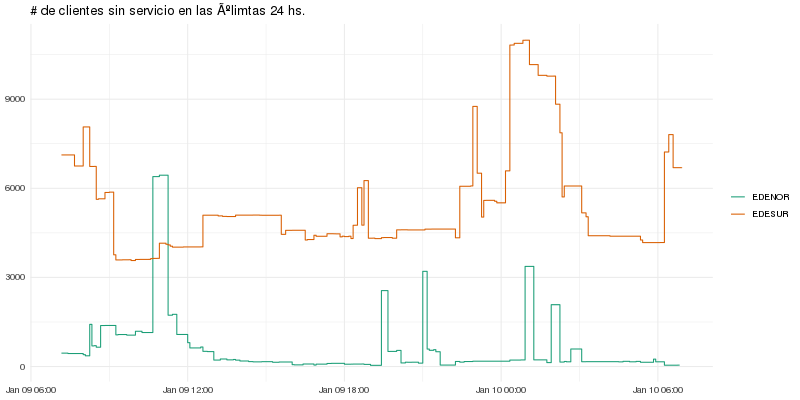 # de clientes sin servicio en las Ãºlimtas 24 hs.
9000
6000
3000
0
Jan 09 06:00 Jan 09 12:00 Jan 09 18:00 Jan 10 00:00 Jan 10 06:00
EDENOR
EDESUR